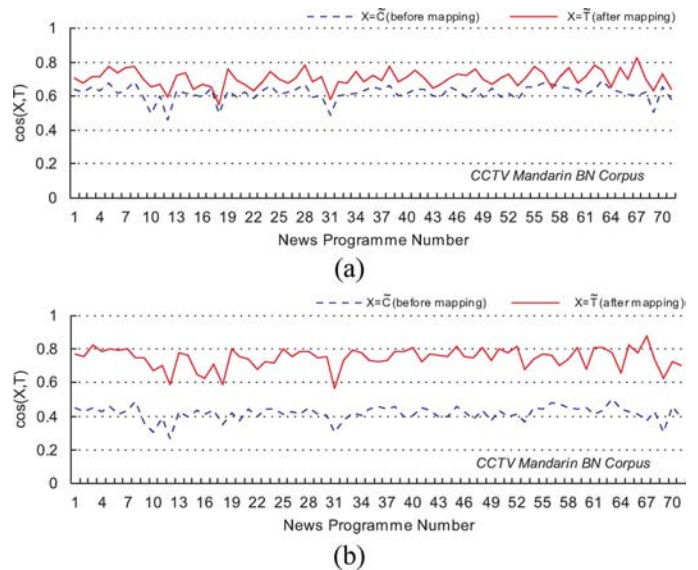 X=C̃(before mapping) X=T̃(after mapping)
1
0.8
0.6
0.4
0.2
0
cos(X,T)
CCTV Mandarin BN Corpus
1 4 7 10 13 16 19 22 25 28 31 34 37 40 43 46 49 52 55 58 61 64 67 70
News Programme Number
(a)
X=C̃(before mapping) X=T̃(after mapping)
1
0.8
0.6
0.4
0.2
0
cos(X,T)
CCTV Mandarin BN Corpus
1 4 7 10 13 16 19 22 25 28 31 34 37 40 43 46 49 52 55 58 61 64 67 70
News Programme Number
(b)